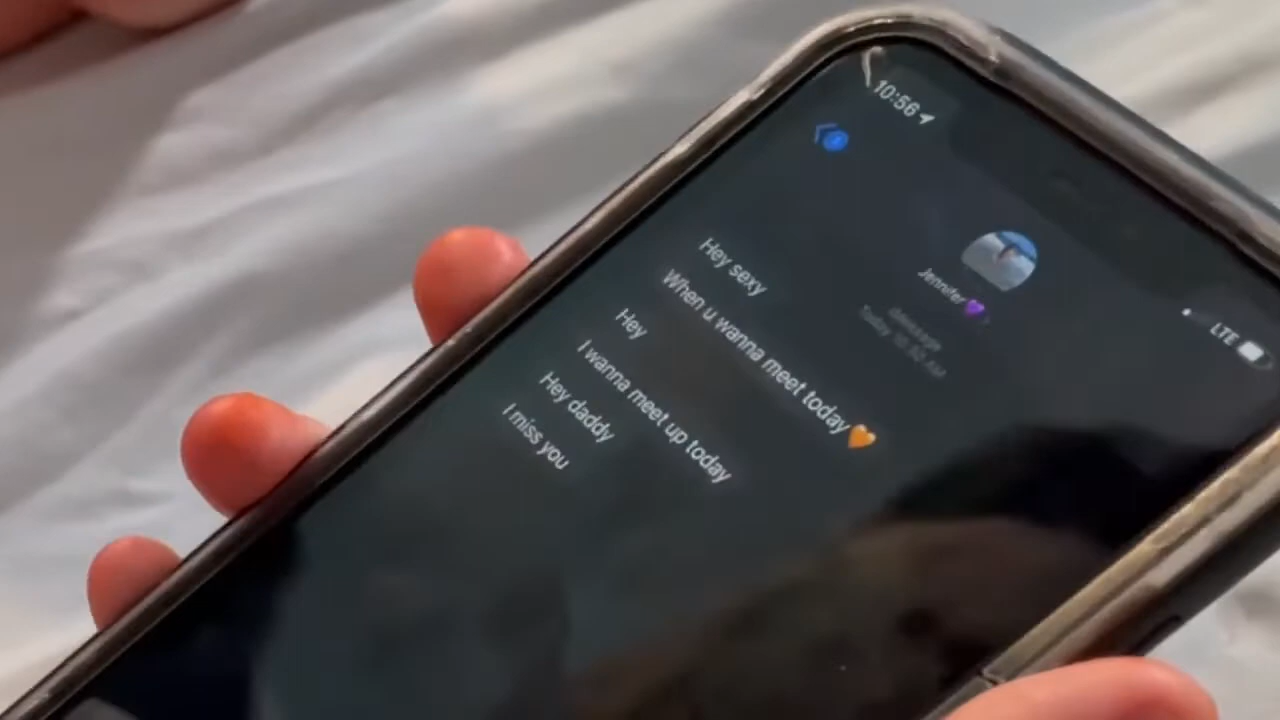 10:56
LTE
Jennifer💜
iMessage
Hey sexy
When u wanna meet today🧡
Hey
I wanna meet up today
Hey daddy
I miss you